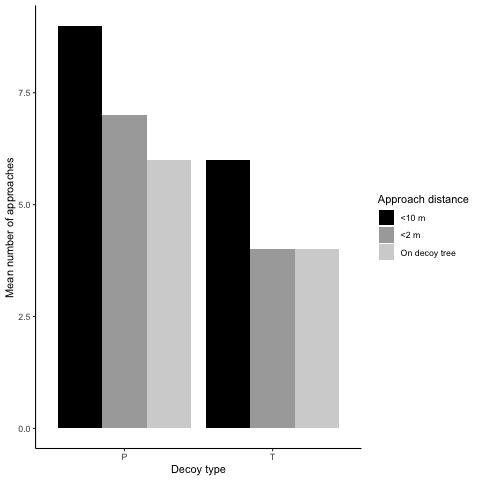 Mean number of approaches
7.5
5.0
2.5
0.0
P
T
Decoy type
Approach distance
<10 m
<2 m
On decoy tree